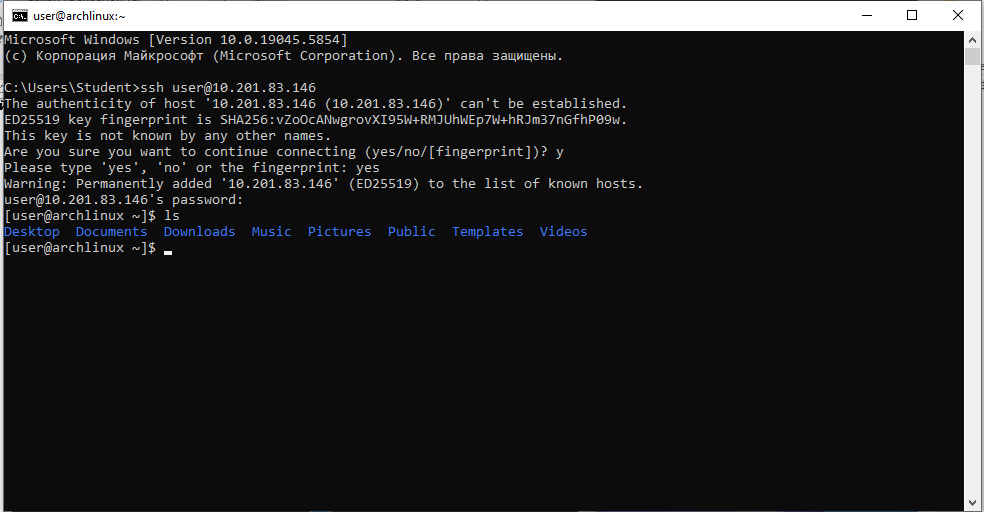 user@archlinux:~
Microsoft Windows [Version 10.0.19045.5854]
(c) Корпорация Майкрософт (Microsoft Corporation). Все права защищены.
C:\Users\Student>ssh user@10.201.83.146
The authenticity of host '10.201.83.146 (10.201.83.146)' can't be established.
ED25519 key fingerprint is SHA256:vZoOcANwgrovXI95W+RMJUhWEp7W+hRJm37nGfhP09w.
This key is not known by any other names.
Are you sure you want to continue connecting (yes/no/[fingerprint])? y
Please type 'yes', 'no' or the fingerprint: yes
Warning: Permanently added '10.201.83.146' (ED25519) to the list of known hosts.
user@10.201.83.146's password:
[user@archlinux ~]$ ls
Desktop  Documents  Downloads  Music  Pictures  Public  Templates  Videos
[user@archlinux ~]$